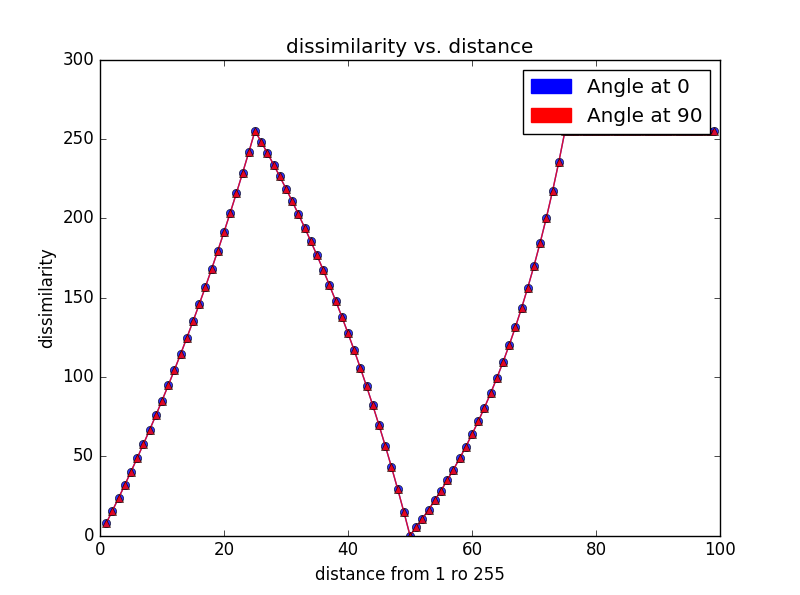 dissimilarity vs. distance
300
250
200
150
100
50
0
dissimilarity
Angle at 0
Angle at 90
0 20 40 60 80 100
distance from 1 ro 255